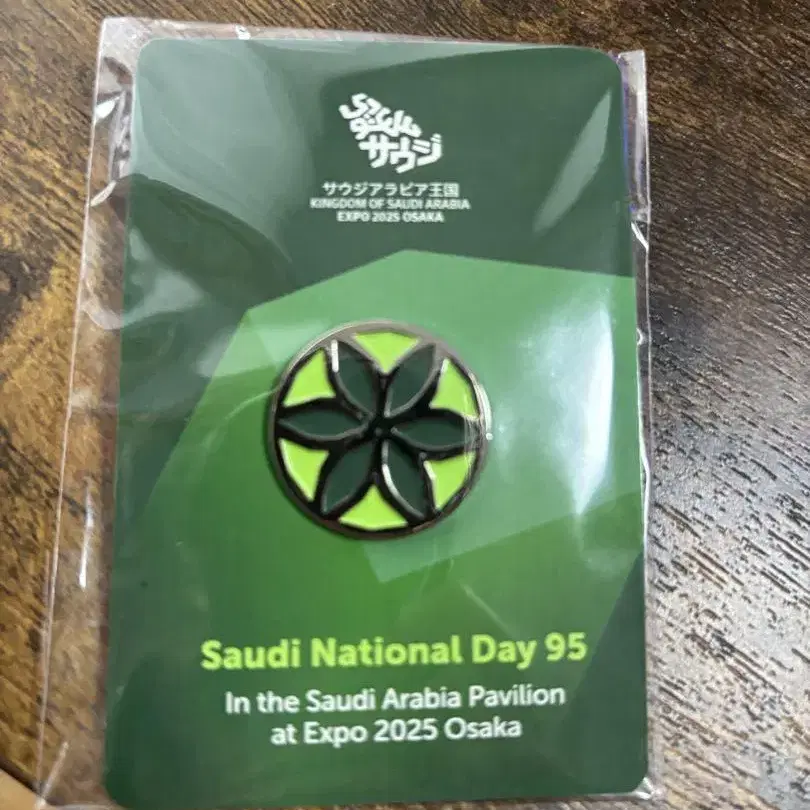 السعودية
サウジ
サウジアラビア王国
KINGDOM OF SAUDI ARABIA
EXPO 2025 OSAKA
Saudi National Day 95
In the Saudi Arabia Pavilion
at Expo 2025 Osaka